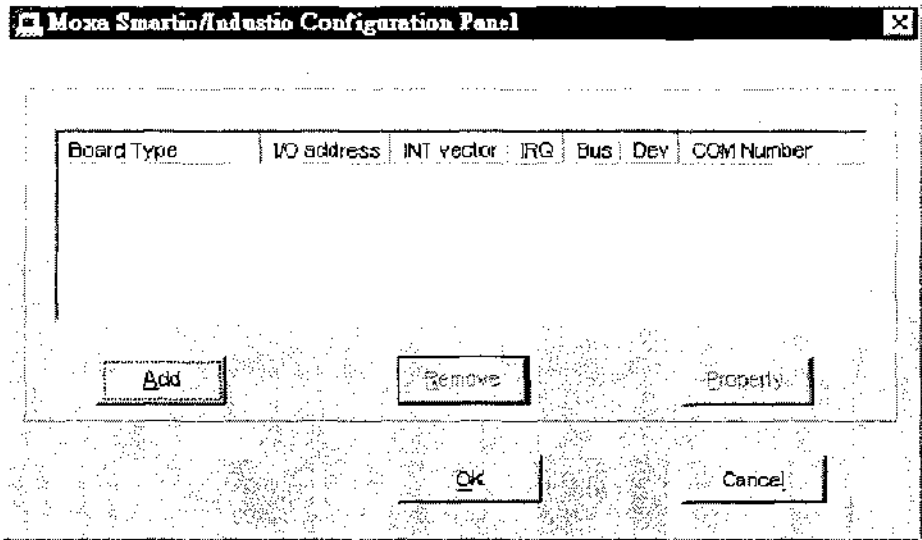 Moxa Smartio/Industio Configuration Panel
Board Type I/O address INT vector IRQ Bus Dev COM Number
Add Remove Property
OK Cancel